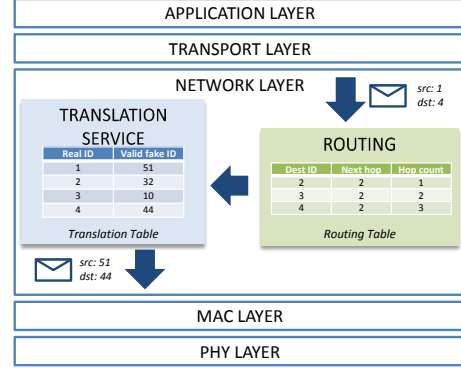 APPLICATION LAYER
TRANSPORT LAYER
NETWORK LAYER
src: 1
dst: 4
TRANSLATION
SERVICE
Real ID Valid fake ID
1 51
2 32
3 10
4 44
Translation Table
ROUTING
Dest ID Next hop Hop count
2 2 1
3 2 2
4 2 3
Routing Table
src: 51
dst: 44
MAC LAYER
PHY LAYER